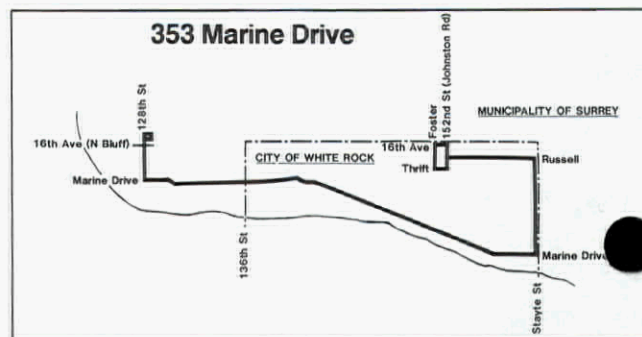 353 Marine Drive
128th St
Foster
152nd St (Johnston Rd)
MUNICIPALITY OF SURREY
16th Ave (N Bluff)
16th Ave
CITY OF WHITE ROCK
Russell
Thrift
Marine Drive
136th St
Marine Drive
Stayte St